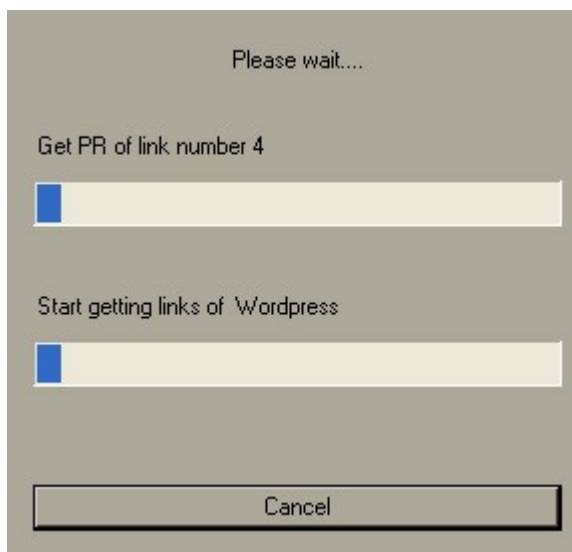 Please wait....
Get PR of link number 4
Start getting links of  Wordpress
Cancel